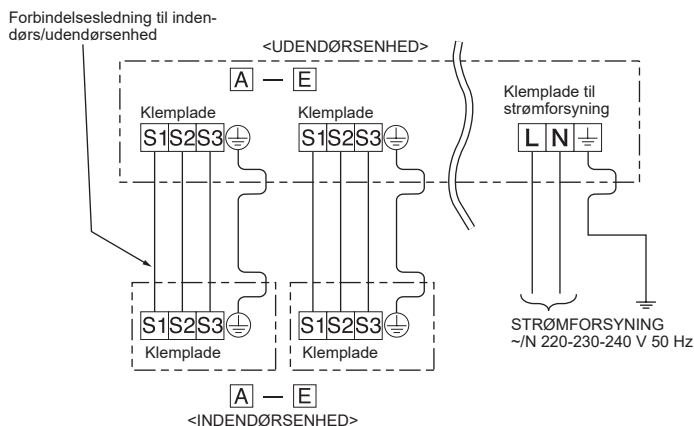 Forbindelsesledning til inden-
dørs/udendørsenhed
<UDENDØRSENHED>
A — E
Klemplade
Klemplade
Klemplade til
strømforsyning
S1 S2 S3
S1 S2 S3
L N
S1 S2 S3
S1 S2 S3
Klemplade
Klemplade
STRØMFORSYNING
~/N 220-230-240 V 50 Hz
A — E
<INDENDØRSENHED>